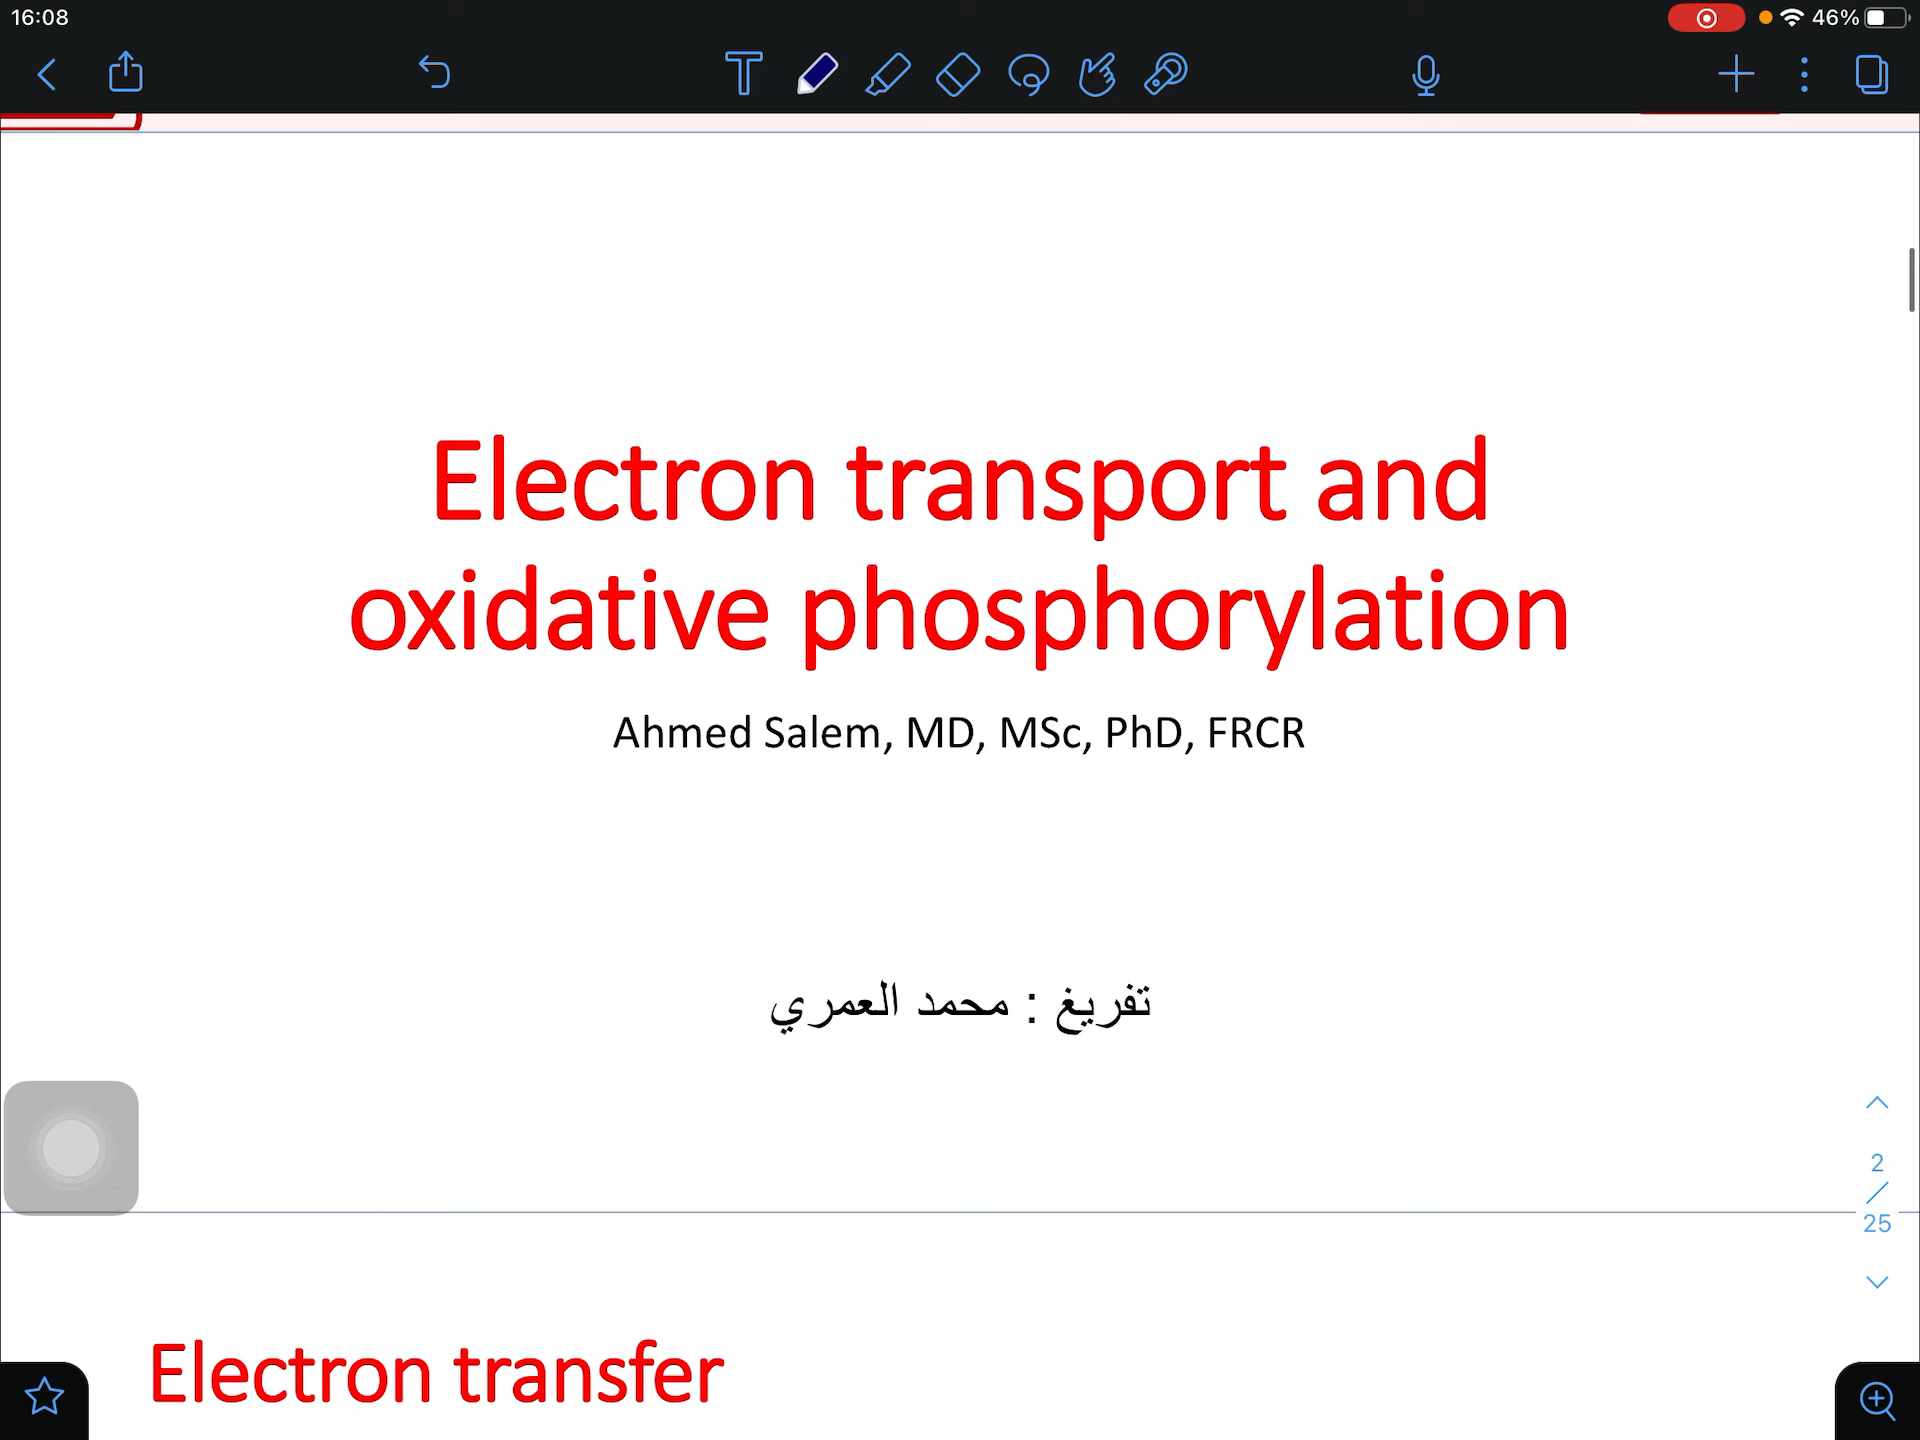 16:08
46%
T
Electron transport and
oxidative phosphorylation
Ahmed Salem, MD, MSc, PhD, FRCR
تفريغ : محمد العمري
2
/
25
Electron transfer